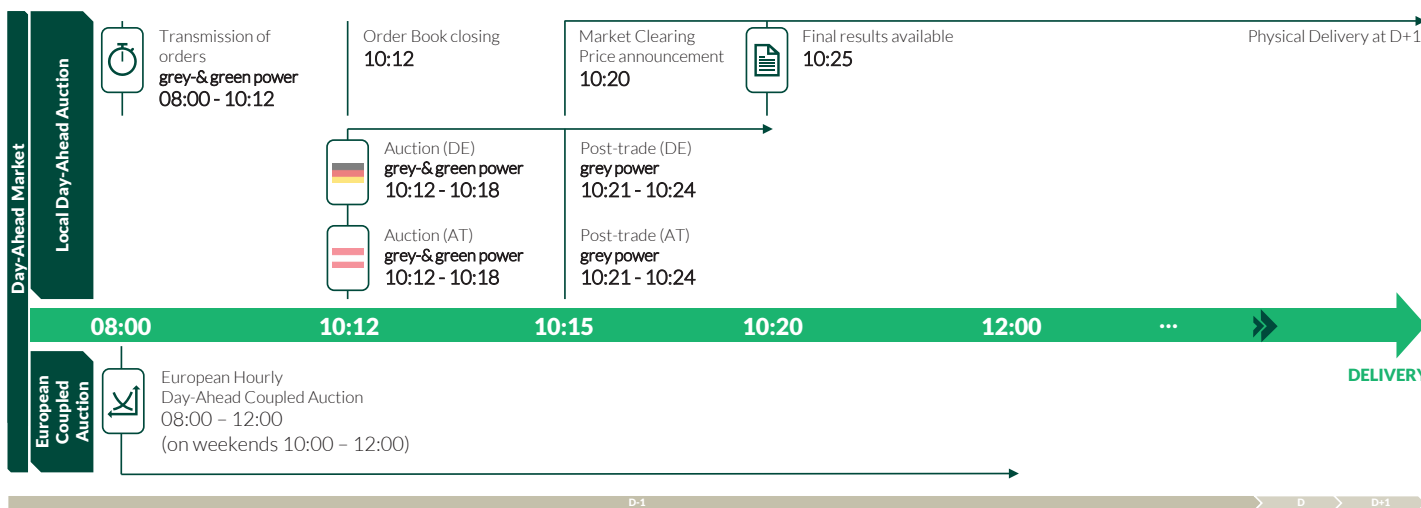 Day-Ahead Market
Local Day-Ahead Auction
Transmission of
orders
grey-& green power
08:00 - 10:12
Order Book closing
10:12
Market Clearing
Price announcement
10:20
Final results available
10:25
Physical Delivery at D+1
Auction (DE)
grey-& green power
10:12 - 10:18
Post-trade (DE)
grey power
10:21 - 10:24
Auction (AT)
grey-& green power
10:12 - 10:18
Post-trade (AT)
grey power
10:21 - 10:24
08:00
10:12
10:15
10:20
12:00
...
DELIVERY
European
Coupled
Auction
European Hourly
Day-Ahead Coupled Auction
08:00 – 12:00
(on weekends 10:00 – 12:00)
D-1
D
D+1